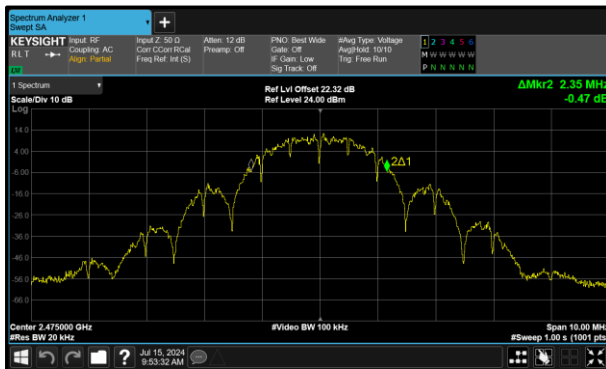 Spectrum Analyzer 1
Swept SA
+
KEYSIGHT
RLT
Input: RF
Coupling: AC
Align: Partial
Input Z: 50 Ω
Corr CCorr RCal
Freq Ref: Int (S)
Atten: 12 dB
Preamp: Off
PNO: Best Wide
Gate: Off
IF Gain: Low
Sig Track: Off
#Avg Type: Voltage
Avg|Hold: 10/10
Trig: Free Run
1 2 3 4 5 6
M W W W W W
P N N N N N
1 Spectrum
Scale/Div 10 dB
Ref Lvl Offset 22.32 dB
Ref Level 24.00 dBm
ΔMkr2 2.35 MHz
-0.47 dB
Log
14.0
4.00
-6.00
-16.0
-26.0
-36.0
-46.0
-56.0
-66.0
2Δ1
Center 2.475000 GHz
#Res BW 20 kHz
#Video BW 100 kHz
Span 10.00 MHz
#Sweep 1.00 s (1001 pts)
?
Jul 15, 2024
9:53:32 AM